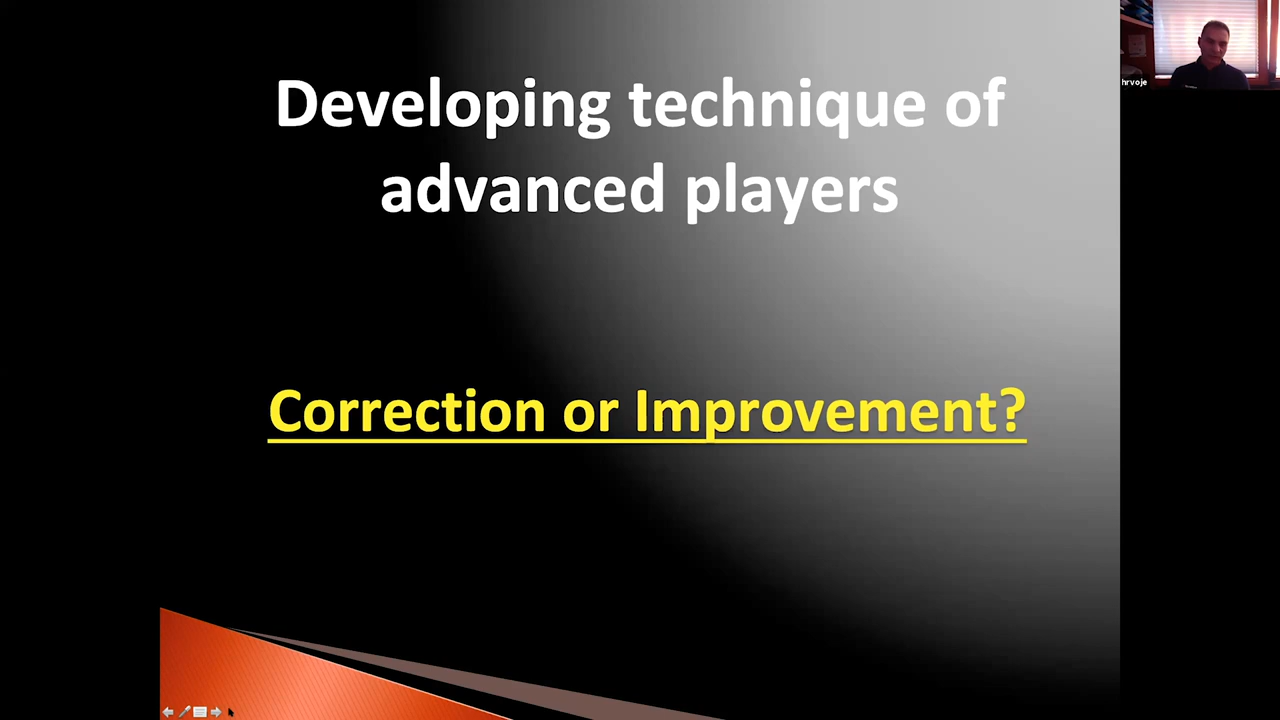 Developing technique of
advanced players
Correction or Improvement?
hrvoje